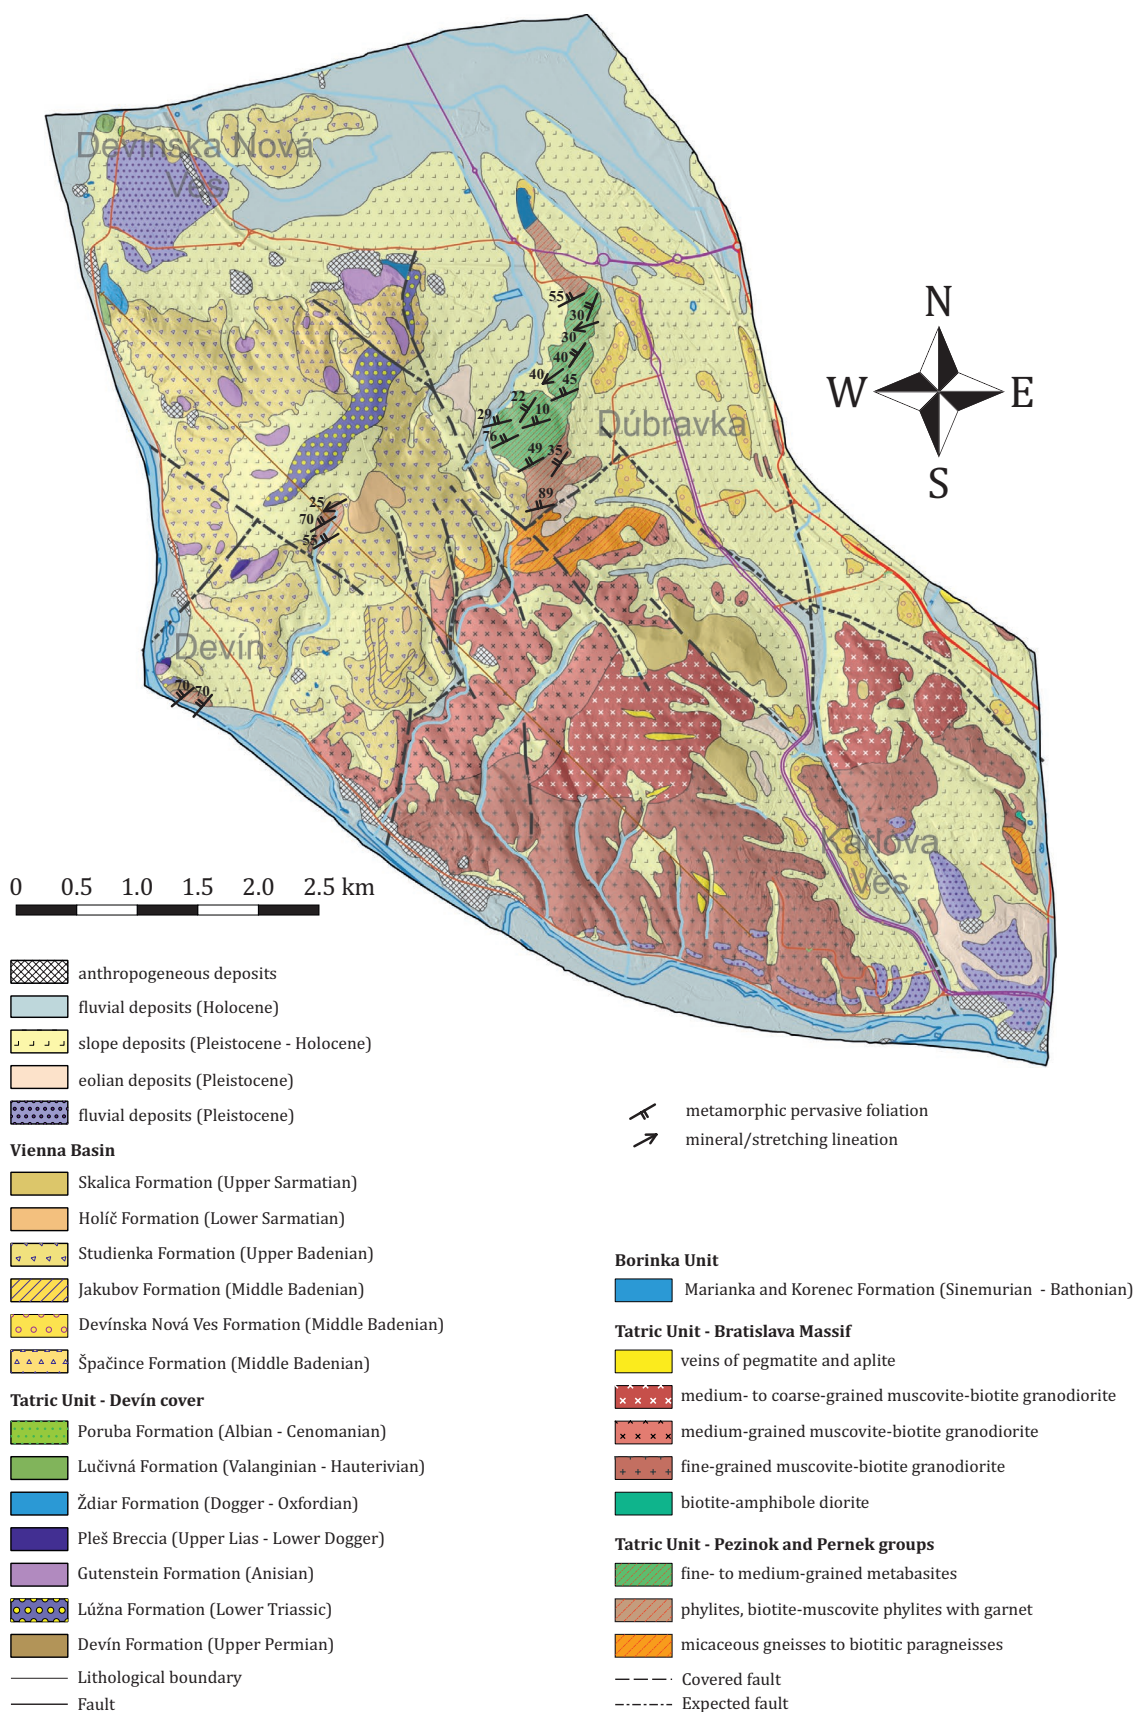 Devínska Nová
Ves
N
W E
S
55
30
30
40
40
45
22
10
29
76
49
35
89
Dúbravka
25
70
55
Devín
70
70
Karlova
Ves
0 0.5 1.0 1.5 2.0 2.5 km
anthropogeneous deposits
fluvial deposits (Holocene)
slope deposits (Pleistocene - Holocene)
eolian deposits (Pleistocene)
fluvial deposits (Pleistocene)
Vienna Basin
Skalica Formation (Upper Sarmatian)
Holíč Formation (Lower Sarmatian)
Studienka Formation (Upper Badenian)
Jakubov Formation (Middle Badenian)
Devínska Nová Ves Formation (Middle Badenian)
Špačince Formation (Middle Badenian)
Tatric Unit - Devín cover
Poruba Formation (Albian - Cenomanian)
Lučivná Formation (Valanginian - Hauterivian)
Ždiar Formation (Dogger - Oxfordian)
Pleš Breccia (Upper Lias - Lower Dogger)
Gutenstein Formation (Anisian)
Lúžna Formation (Lower Triassic)
Devín Formation (Upper Permian)
Lithological boundary
Fault
metamorphic pervasive foliation
mineral/stretching lineation
Borinka Unit
Marianka and Korenec Formation (Sinemurian - Bathonian)
Tatric Unit - Bratislava Massif
veins of pegmatite and aplite
medium- to coarse-grained muscovite-biotite granodiorite
medium-grained muscovite-biotite granodiorite
fine-grained muscovite-biotite granodiorite
biotite-amphibole diorite
Tatric Unit - Pezinok and Pernek groups
fine- to medium-grained metabasites
phylites, biotite-muscovite phylites with garnet
micaceous gneisses to biotitic paragneisses
Covered fault
Expected fault